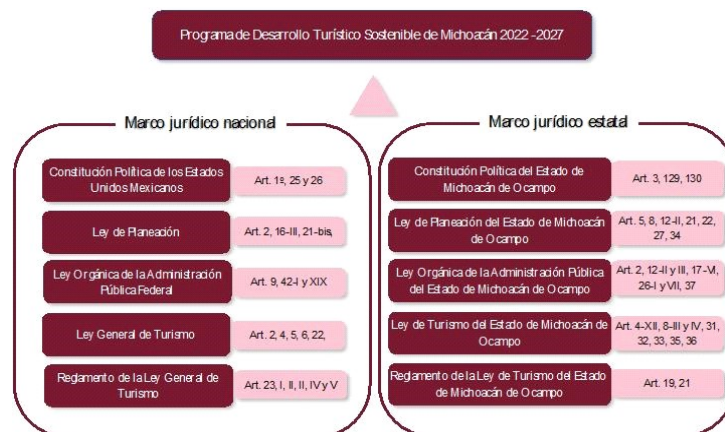 Programa de Desarrollo Turístico Sostenible de Michoacán 2022 -2027
Marco jurídico nacional
Constitución Política de los Estados
Unidos Mexicanos
Art. 1º, 25 y 26
Ley de Planeación
Art. 2, 16-III, 21-bis,
Ley Orgánica de la Administración
Pública Federal
Art. 9, 42-I y XIX
Ley General de Turismo
Art. 2, 4, 5, 6, 22,
Reglamento de la Ley General de
Turismo
Art. 23, I, II, II, IV y V
Marco jurídico estatal
Constitución Política del Estado de
Michoacán de Ocampo
Art. 3, 129, 130
Ley de Planeación del Estado de Michoacán
de Ocampo
Art. 5, 8, 12-II, 21, 22,
27, 34
Ley Orgánica de la Administración Pública
del Estado de Michoacán de Ocampo
Art. 2, 12-II y III, 17-VI,
26-I y VII, 37
Ley de Turismo del Estado de Michoacán de
Ocampo
Art. 4-XII, 8-III y IV, 31,
32, 33, 35, 36
Reglamento de la Ley de Turismo del Estado
de Michoacán de Ocampo
Art. 19, 21